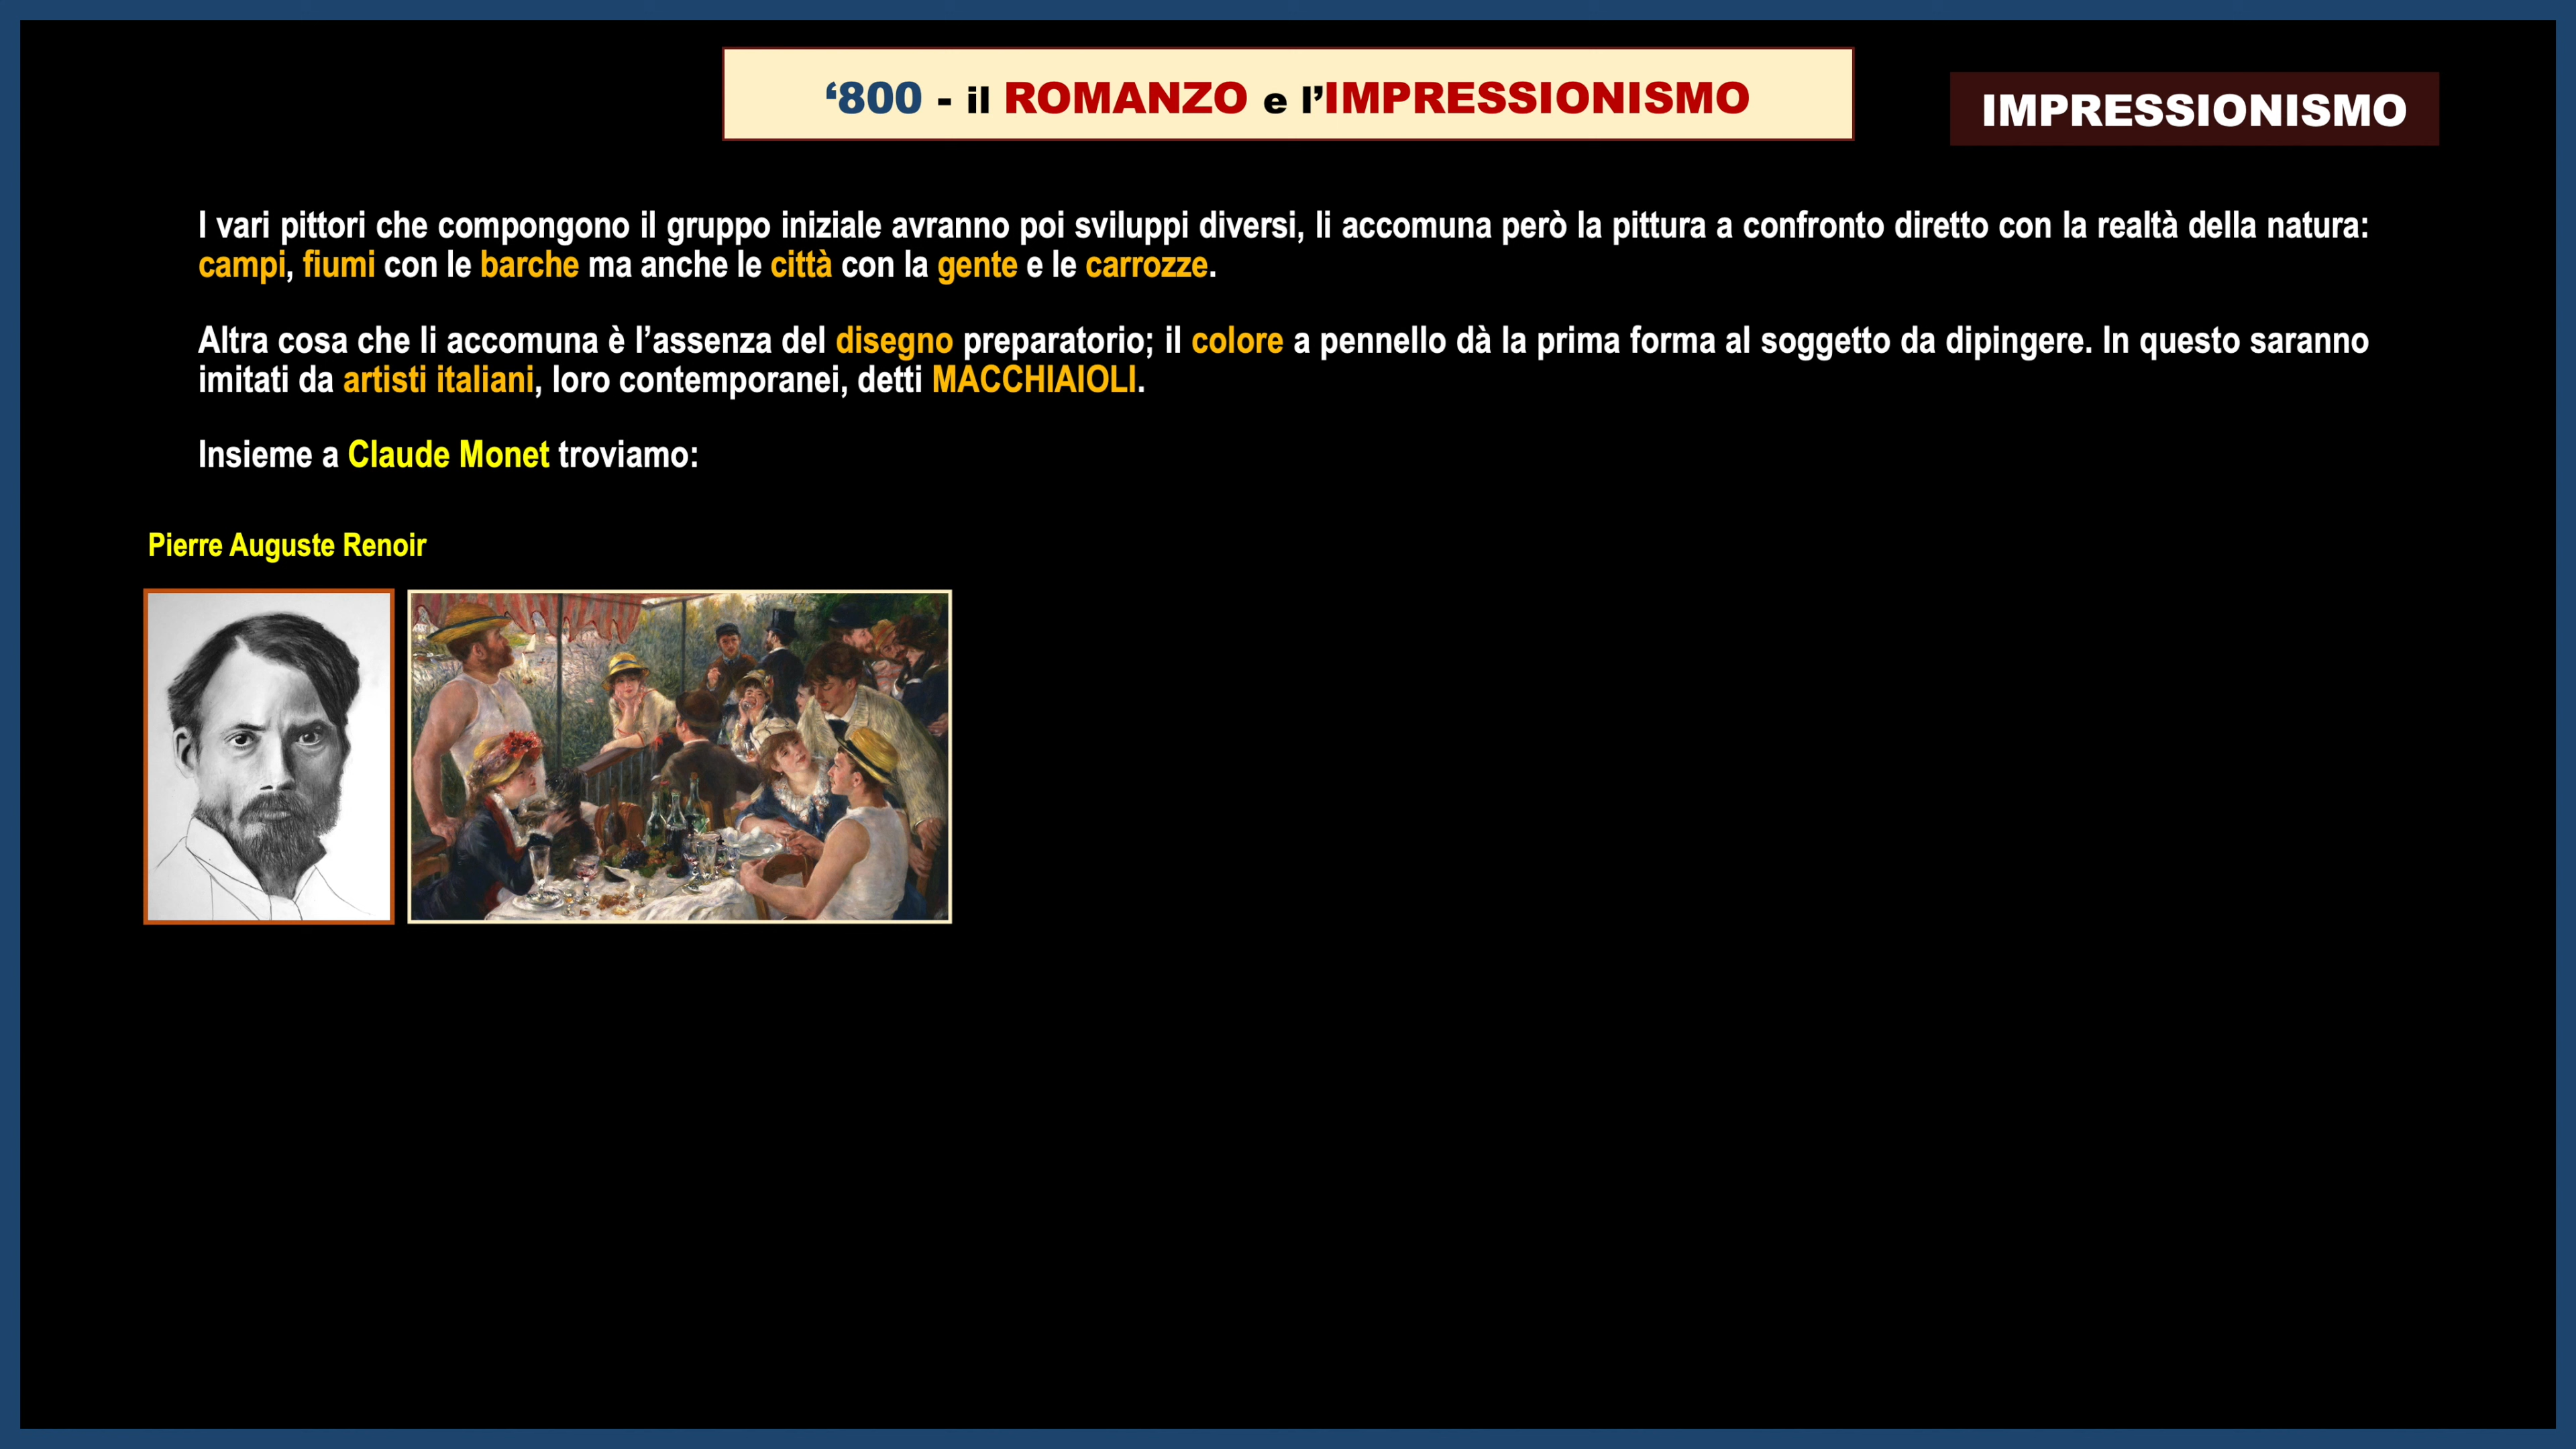 ‘800 - il ROMANZO e l’IMPRESSIONISMO
IMPRESSIONISMO
I vari pittori che compongono il gruppo iniziale avranno poi sviluppi diversi, li accomuna però la pittura a confronto diretto con la realtà della natura:
campi, fiumi con le barche ma anche le città con la gente e le carrozze.
Altra cosa che li accomuna è l’assenza del disegno preparatorio; il colore a pennello dà la prima forma al soggetto da dipingere. In questo saranno
imitati da artisti italiani, loro contemporanei, detti MACCHIAIOLI.
Insieme a Claude Monet troviamo:
Pierre Auguste Renoir